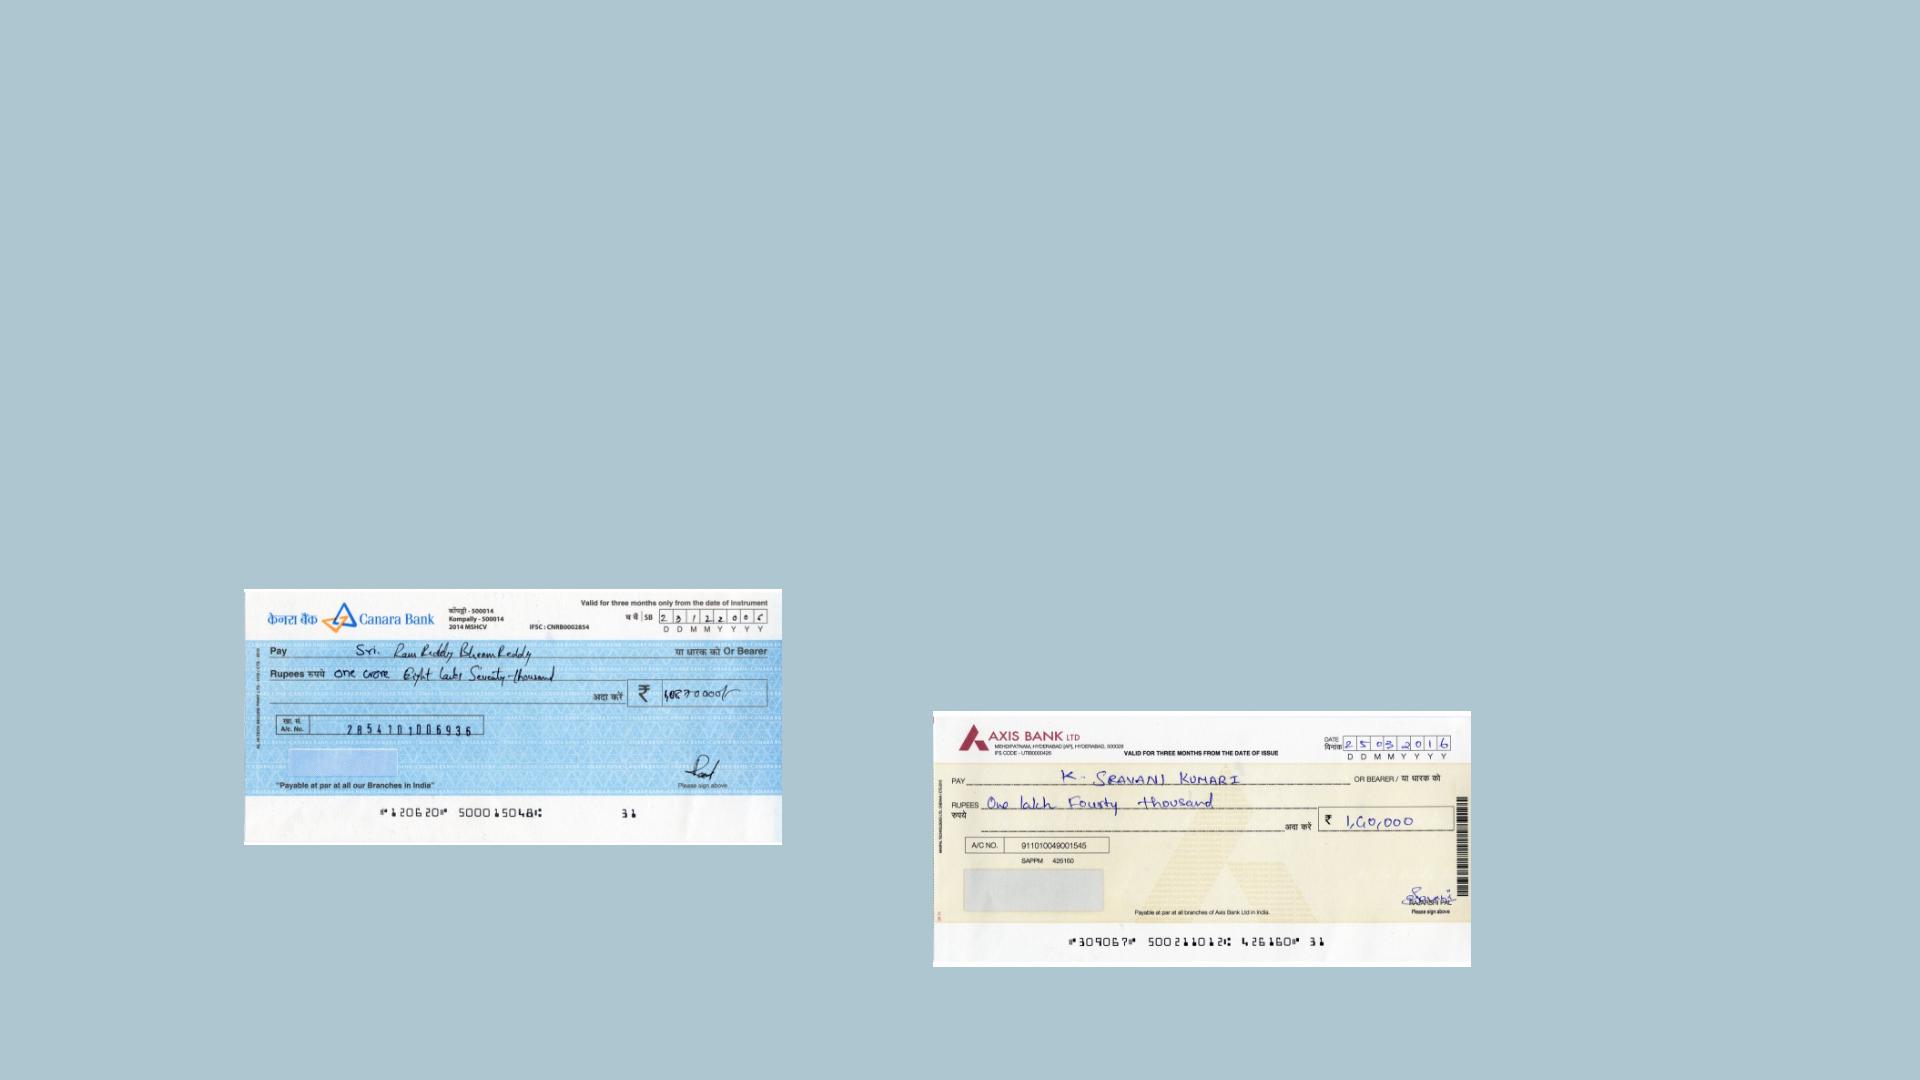 Valid for three months only from the date of Instrument
केनरा बैंक Canara Bank
कोंपल्ली - 500014
Kompally - 500014
2014 MSHCV
IFSC : CNRB0002854
SB 2 3 1 2 2 0 0
D D M M Y Y Y Y
Pay Sri. Ram Reddy Bheem Reddy या धारक को Or Bearer
Rupees रुपये One crore Eight lacks Seventy-thousand
अदा करें ₹ 10870000/-
खा. सं.
A/c. No. 2854101006936
"Payable at par at all our Branches in India"
Please sign above
⑈120620⑈ 500015048⑆ 31
AXIS BANK LTD
MEHDIPATNAM, HYDERABAD [AP], HYDERABAD, 500028
IFS CODE - UTIB0000426
VALID FOR THREE MONTHS FROM THE DATE OF ISSUE
DATE
दिनांक 2 5 0 3 2 0 1 6
D D M M Y Y Y Y
PAY K. SRAVANI KUMARI OR BEARER / या धारक को
RUPEES One lakh Fourty thousand
रुपये
अदा करें ₹ 1,40,000
A/C NO. 911010049001545
SAPPM 426160
Payable at par at all branches of Axis Bank Ltd in India.
Please sign above
⑈309067⑈ 500211012⑆ 426160⑈ 31